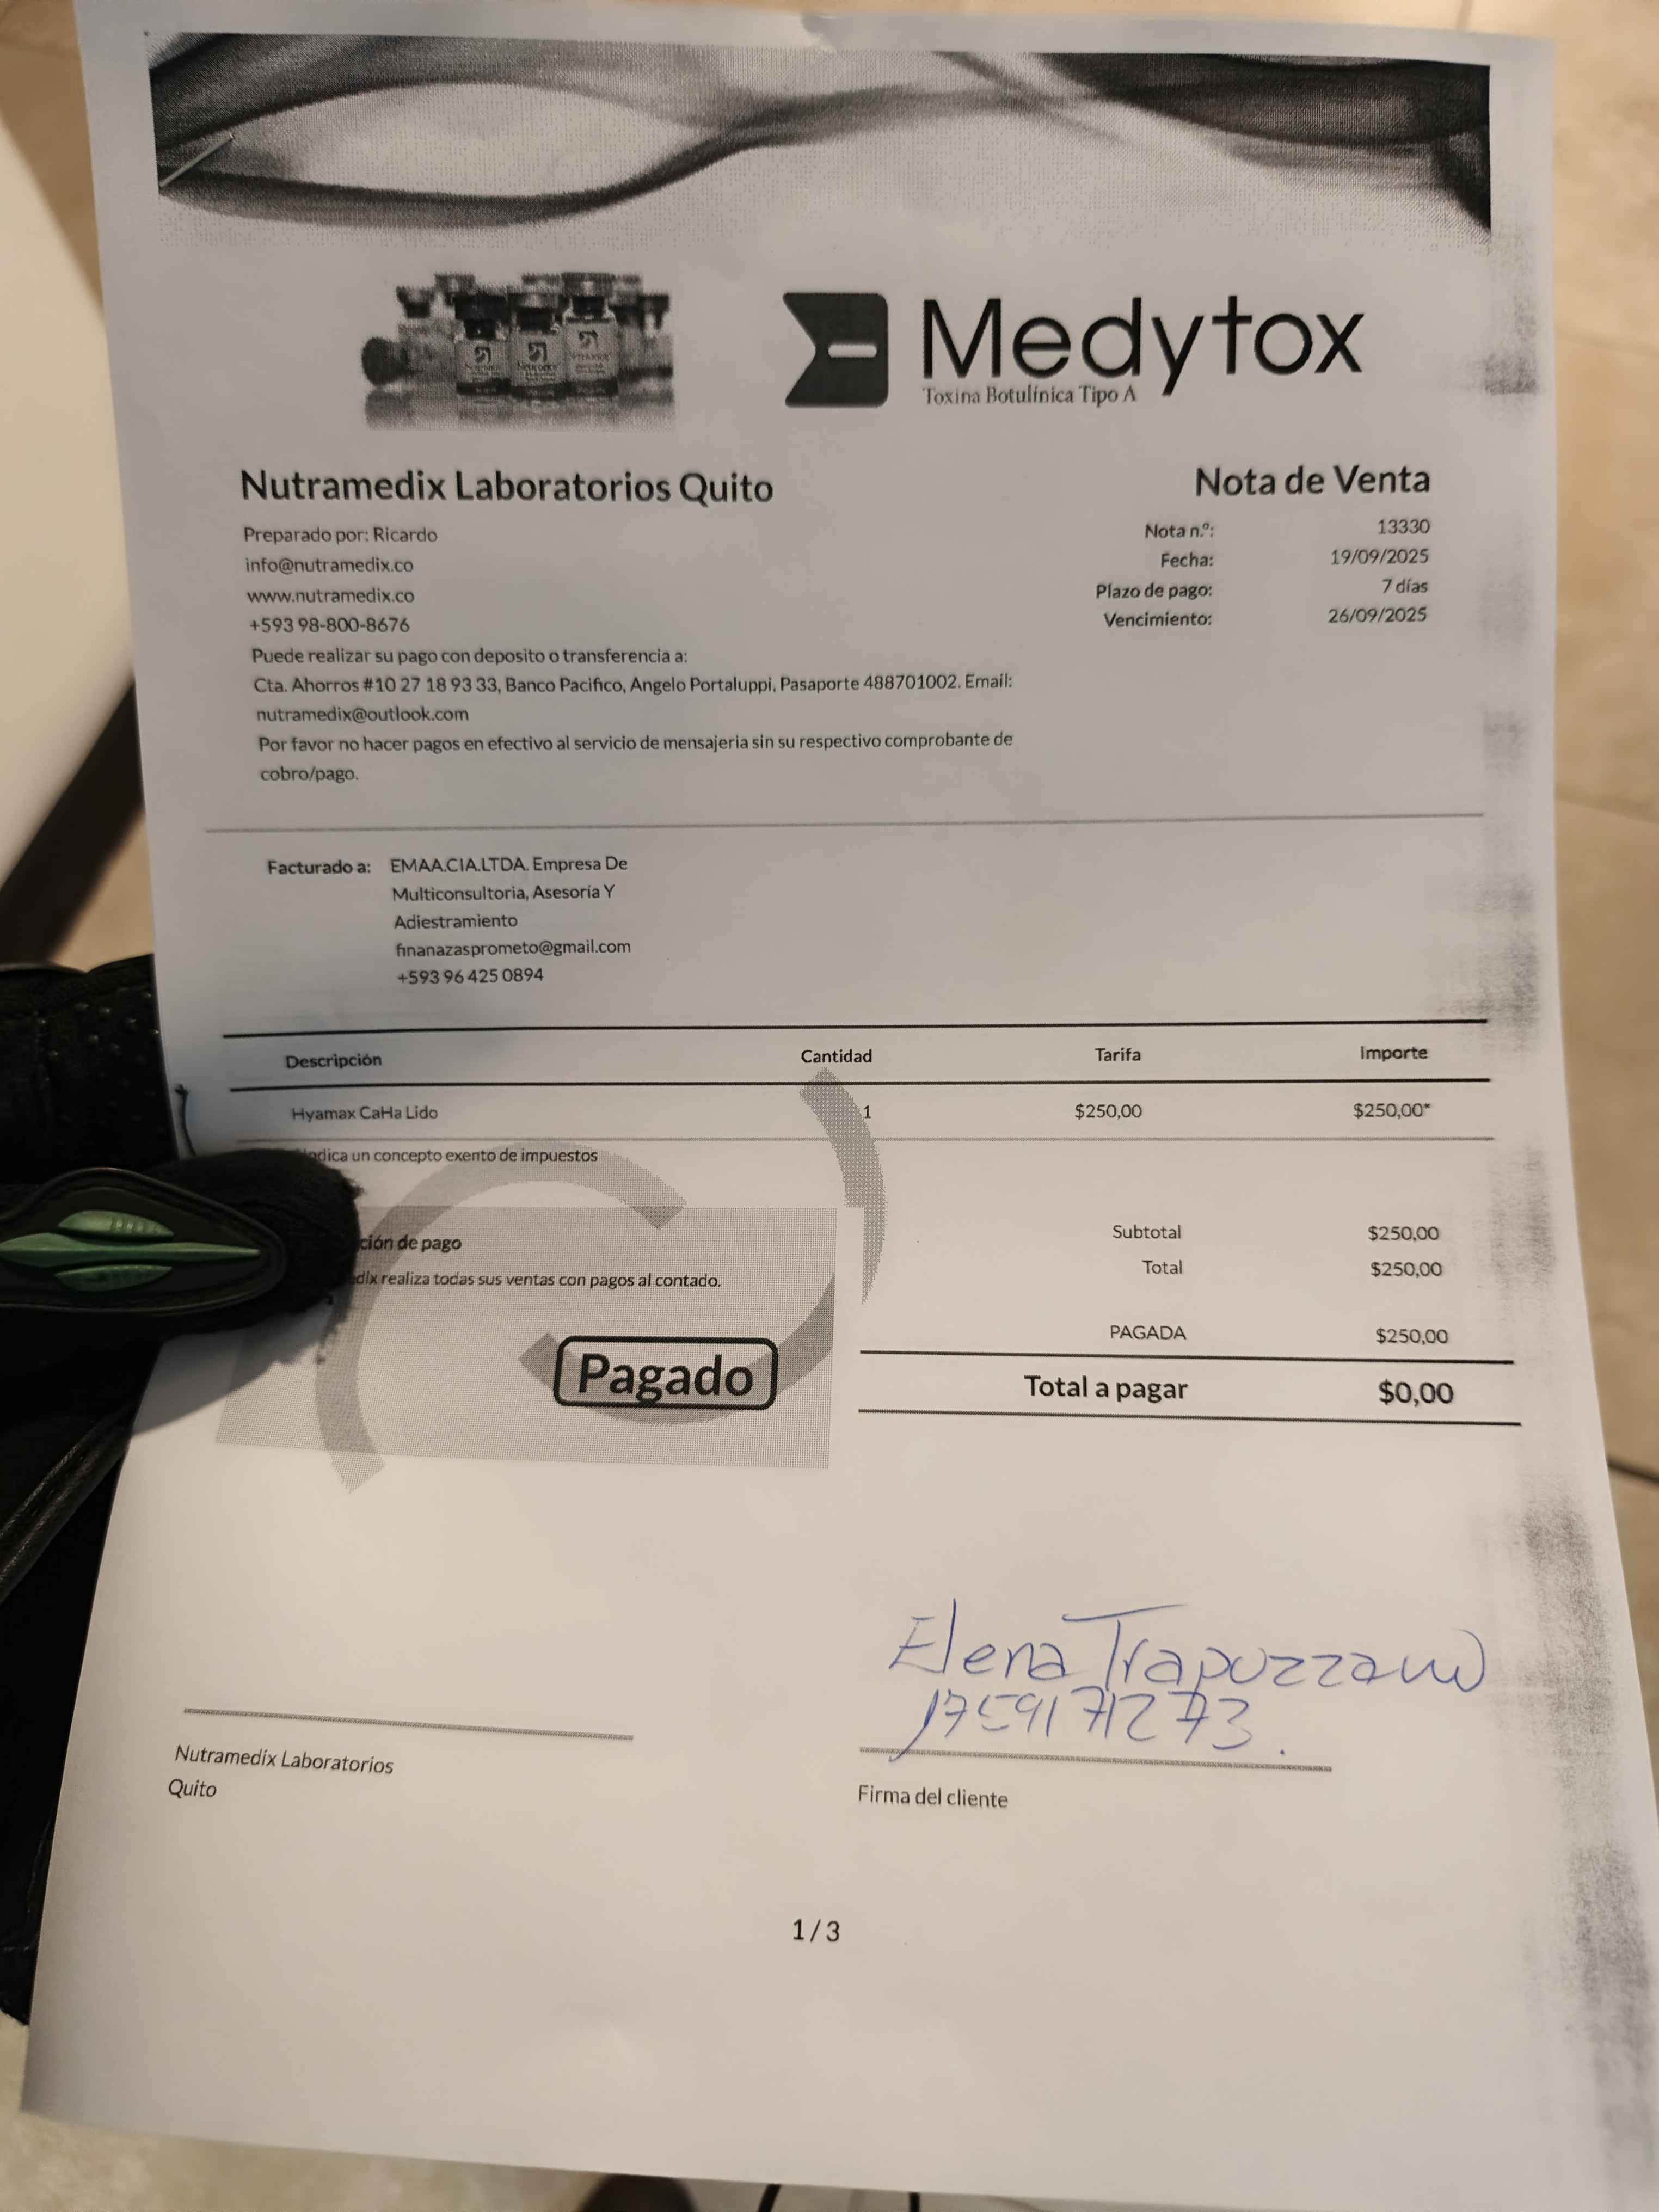 Medytox
Toxina Botulínica Tipo A
Nutramedix Laboratorios Quito
Preparado por: Ricardo
info@nutramedix.co
www.nutramedix.co
+593 98-800-8676
Puede realizar su pago con deposito o transferencia a:
Cta. Ahorros #10 27 18 93 33, Banco Pacifico, Angelo Portaluppi, Pasaporte 488701002. Email:
nutramedix@outlook.com
Por favor no hacer pagos en efectivo al servicio de mensajeria sin su respectivo comprobante de
cobro/pago.
Nota de Venta
Nota n.º: 13330
Fecha: 19/09/2025
Plazo de pago: 7 días
Vencimiento: 26/09/2025
Facturado a: EMAA.CIA.LTDA. Empresa De
Multiconsultoria, Asesoría Y
Adiestramiento
finanazasprometo@gmail.com
+593 96 425 0894
Descripción Cantidad Tarifa Importe
Hyamax CaHa Lido 1 $250,00 $250,00*
un concepto exento de impuestos
de pago
realiza todas sus ventas con pagos al contado.
Pagado
Subtotal $250,00
Total $250,00
PAGADA $250,00
Total a pagar $0,00
Elena Trapuzzano
1759171273.
Nutramedix Laboratorios
Quito
Firma del cliente
1 / 3